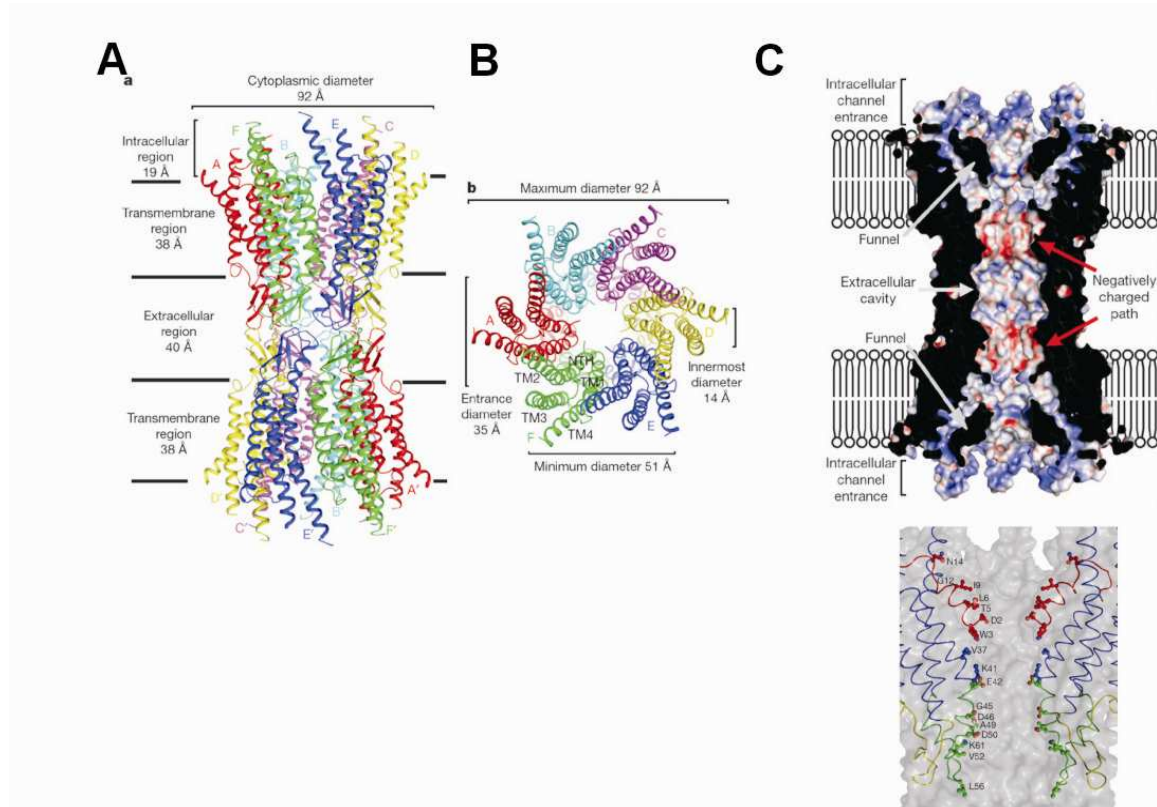 A
a
Cytoplasmic diameter
92 Å
Intracellular
region
19 Å
Transmembrane
region
38 Å
Extracellular
region
40 Å
Transmembrane
region
38 Å
A
F
B
E
C
D
D′
C′
E′
B′
F′
A′
B
b
Maximum diameter 92 Å
B
C
A
D
NTH
TM1
TM2
TM3
TM4
F
E
Entrance diameter
35 Å
Innermost
diameter
14 Å
Minimum diameter 51 Å
C
Intracellular
channel
entrance
Funnel
Extracellular
cavity
Negatively
charged
path
Funnel
Intracellular
channel
entrance
N14
G12
I9
L6
T5
D2
W3
V37
K41
E42
G45
D46
A49
D50
K61
V52
L56